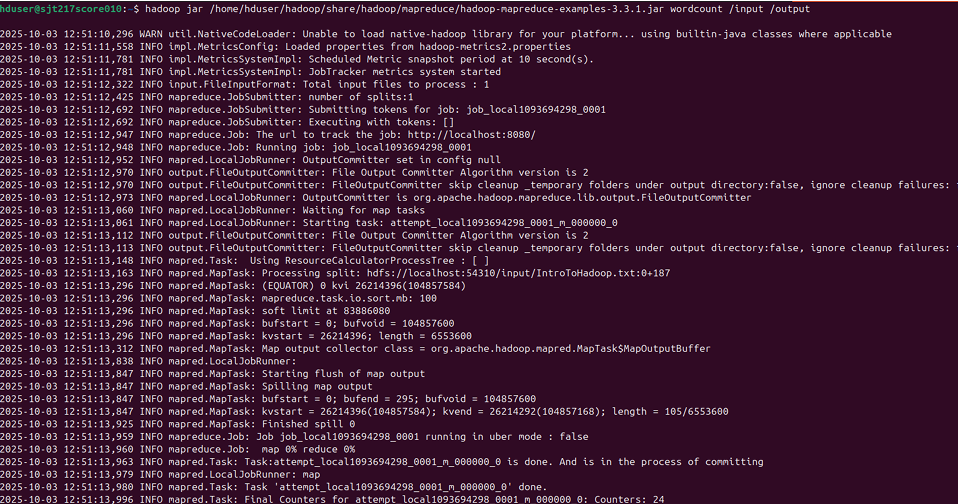 hduser@sjt217score010:~$ hadoop jar /home/hduser/hadoop/share/hadoop/mapreduce/hadoop-mapreduce-examples-3.3.1.jar wordcount /input /output
2025-10-03 12:51:10,296 WARN util.NativeCodeLoader: Unable to load native-hadoop library for your platform... using builtin-java classes where applicable
2025-10-03 12:51:11,558 INFO impl.MetricsConfig: Loaded properties from hadoop-metrics2.properties
2025-10-03 12:51:11,781 INFO impl.MetricsSystemImpl: Scheduled Metric snapshot period at 10 second(s).
2025-10-03 12:51:11,781 INFO impl.MetricsSystemImpl: JobTracker metrics system started
2025-10-03 12:51:12,322 INFO input.FileInputFormat: Total input files to process : 1
2025-10-03 12:51:12,425 INFO mapreduce.JobSubmitter: number of splits:1
2025-10-03 12:51:12,692 INFO mapreduce.JobSubmitter: Submitting tokens for job: job_local1093694298_0001
2025-10-03 12:51:12,692 INFO mapreduce.JobSubmitter: Executing with tokens: []
2025-10-03 12:51:12,947 INFO mapreduce.Job: The url to track the job: http://localhost:8080/
2025-10-03 12:51:12,948 INFO mapreduce.Job: Running job: job_local1093694298_0001
2025-10-03 12:51:12,952 INFO mapred.LocalJobRunner: OutputCommitter set in config null
2025-10-03 12:51:12,970 INFO output.FileOutputCommitter: File Output Committer Algorithm version is 2
2025-10-03 12:51:12,970 INFO output.FileOutputCommitter: FileOutputCommitter skip cleanup _temporary folders under output directory:false, ignore cleanup failures:
2025-10-03 12:51:12,973 INFO mapred.LocalJobRunner: OutputCommitter is org.apache.hadoop.mapreduce.lib.output.FileOutputCommitter
2025-10-03 12:51:13,060 INFO mapred.LocalJobRunner: Waiting for map tasks
2025-10-03 12:51:13,061 INFO mapred.LocalJobRunner: Starting task: attempt_local1093694298_0001_m_000000_0
2025-10-03 12:51:13,112 INFO output.FileOutputCommitter: File Output Committer Algorithm version is 2
2025-10-03 12:51:13,113 INFO output.FileOutputCommitter: FileOutputCommitter skip cleanup _temporary folders under output directory:false, ignore cleanup failures:
2025-10-03 12:51:13,148 INFO mapred.Task:  Using ResourceCalculatorProcessTree : [ ]
2025-10-03 12:51:13,163 INFO mapred.MapTask: Processing split: hdfs://localhost:54310/input/IntroToHadoop.txt:0+187
2025-10-03 12:51:13,296 INFO mapred.MapTask: (EQUATOR) 0 kvi 26214396(104857584)
2025-10-03 12:51:13,296 INFO mapred.MapTask: mapreduce.task.io.sort.mb: 100
2025-10-03 12:51:13,296 INFO mapred.MapTask: soft limit at 83886080
2025-10-03 12:51:13,296 INFO mapred.MapTask: bufstart = 0; bufvoid = 104857600
2025-10-03 12:51:13,296 INFO mapred.MapTask: kvstart = 26214396; length = 6553600
2025-10-03 12:51:13,312 INFO mapred.MapTask: Map output collector class = org.apache.hadoop.mapred.MapTask$MapOutputBuffer
2025-10-03 12:51:13,838 INFO mapred.LocalJobRunner:
2025-10-03 12:51:13,847 INFO mapred.MapTask: Starting flush of map output
2025-10-03 12:51:13,847 INFO mapred.MapTask: Spilling map output
2025-10-03 12:51:13,847 INFO mapred.MapTask: bufstart = 0; bufend = 295; bufvoid = 104857600
2025-10-03 12:51:13,847 INFO mapred.MapTask: kvstart = 26214396(104857584); kvend = 26214292(104857168); length = 105/6553600
2025-10-03 12:51:13,925 INFO mapred.MapTask: Finished spill 0
2025-10-03 12:51:13,959 INFO mapreduce.Job: Job job_local1093694298_0001 running in uber mode : false
2025-10-03 12:51:13,960 INFO mapreduce.Job:  map 0% reduce 0%
2025-10-03 12:51:13,963 INFO mapred.Task: Task:attempt_local1093694298_0001_m_000000_0 is done. And is in the process of committing
2025-10-03 12:51:13,979 INFO mapred.LocalJobRunner: map
2025-10-03 12:51:13,980 INFO mapred.Task: Task 'attempt_local1093694298_0001_m_000000_0' done.
2025-10-03 12:51:13,996 INFO mapred.Task: Final Counters for attempt_local1093694298_0001_m_000000_0: Counters: 24